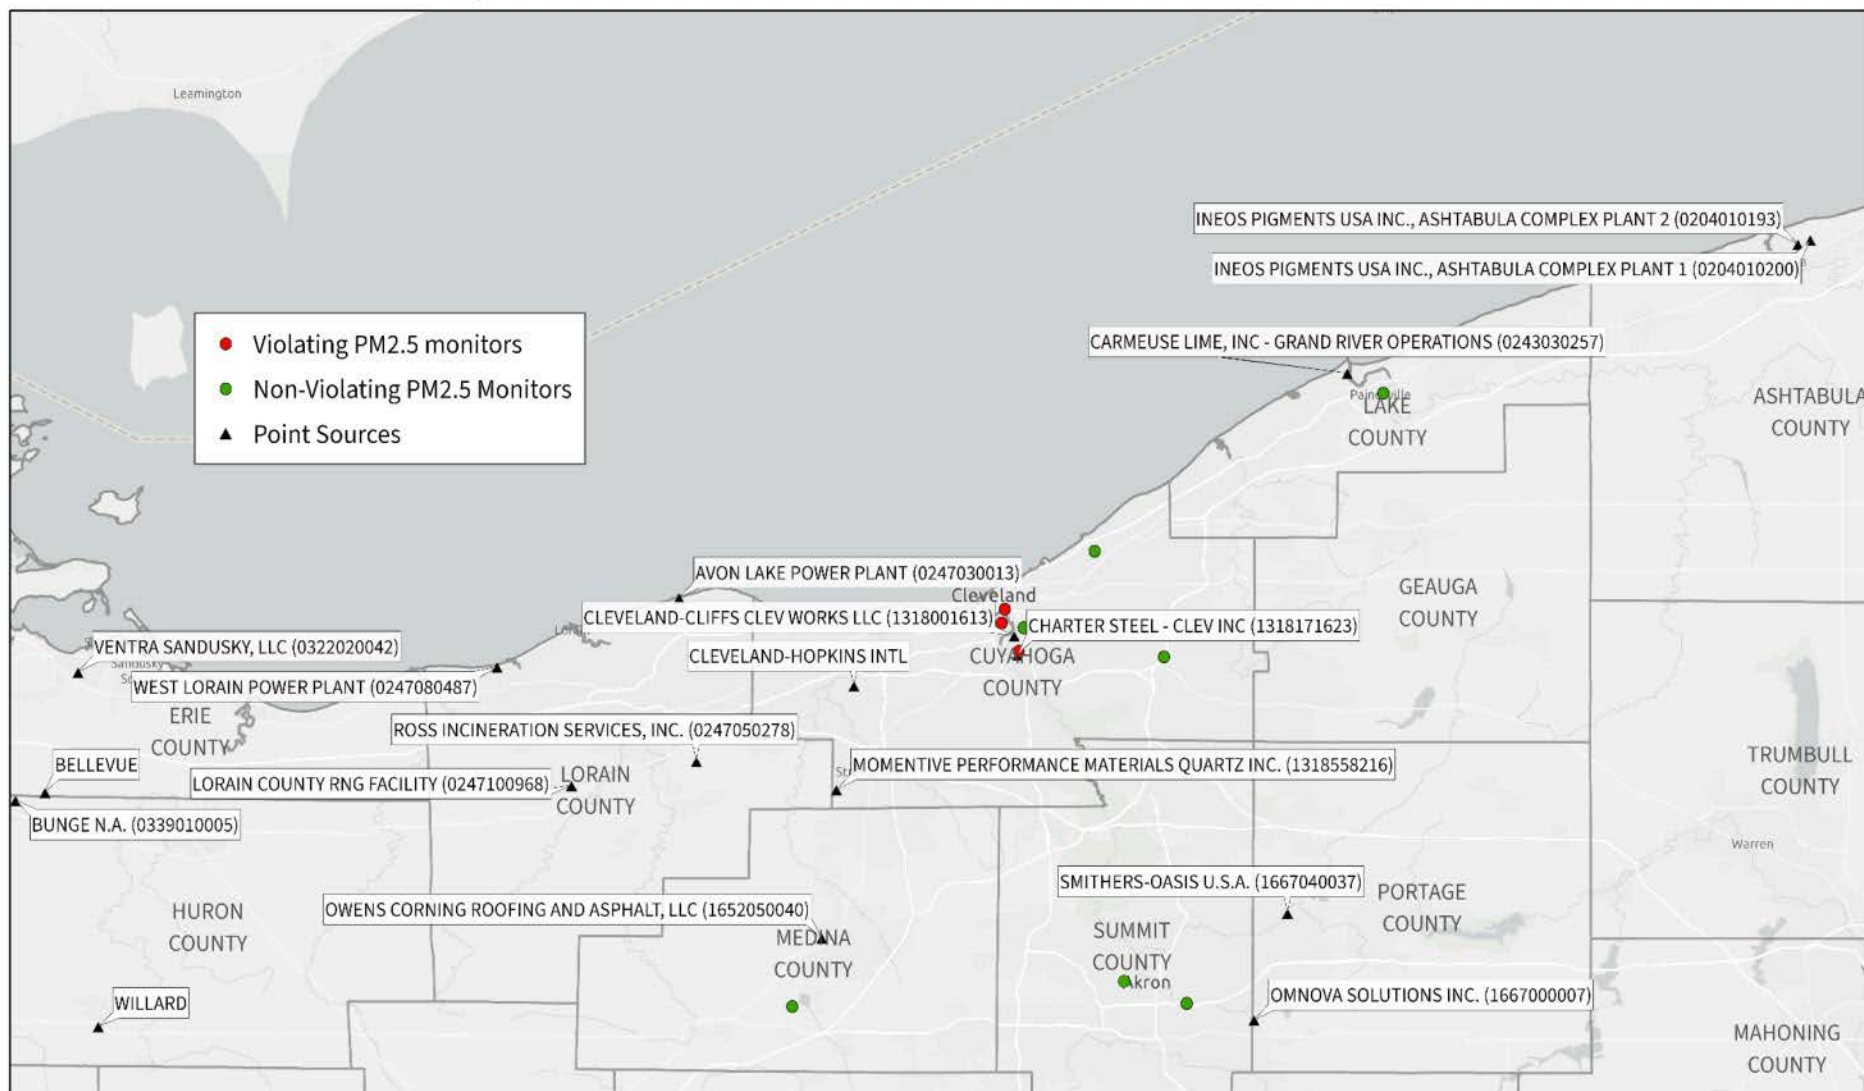 Leamington
INEOS PIGMENTS USA INC., ASHTABULA COMPLEX PLANT 2 (0204010193)
INEOS PIGMENTS USA INC., ASHTABULA COMPLEX PLANT 1 (0204010200)
Violating PM2.5 monitors
Non-Violating PM2.5 Monitors
Point Sources
CARMEUSE LIME, INC - GRAND RIVER OPERATIONS (0243030257)
LAKE
COUNTY
ASHTABULA
COUNTY
AVON LAKE POWER PLANT (0247030013)
Cleveland
CLEVELAND-CLIFFS CLEV WORKS LLC (1318001613)
CHARTER STEEL - CLEV INC (1318171623)
GEAUGA
COUNTY
VENTRA SANDUSKY, LLC (0322020042)
Sandusky
CLEVELAND-HOPKINS INTL
CUYAHOGA
COUNTY
WEST LORAIN POWER PLANT (0247080487)
ERIE
COUNTY
ROSS INCINERATION SERVICES, INC. (0247050278)
BELLEVUE
LORAIN COUNTY RNG FACILITY (0247100968)
LORAIN
COUNTY
MOMENTIVE PERFORMANCE MATERIALS QUARTZ INC. (1318558216)
TRUMBULL
COUNTY
BUNGE N.A. (0339010005)
Warren
SMITHERS-OASIS U.S.A. (1667040037)
PORTAGE
COUNTY
HURON
COUNTY
OWENS CORNING ROOFING AND ASPHALT, LLC (1652050040)
MEDINA
COUNTY
SUMMIT
COUNTY
Akron
WILLARD
OMNOVA SOLUTIONS INC. (1667000007)
MAHONING
COUNTY